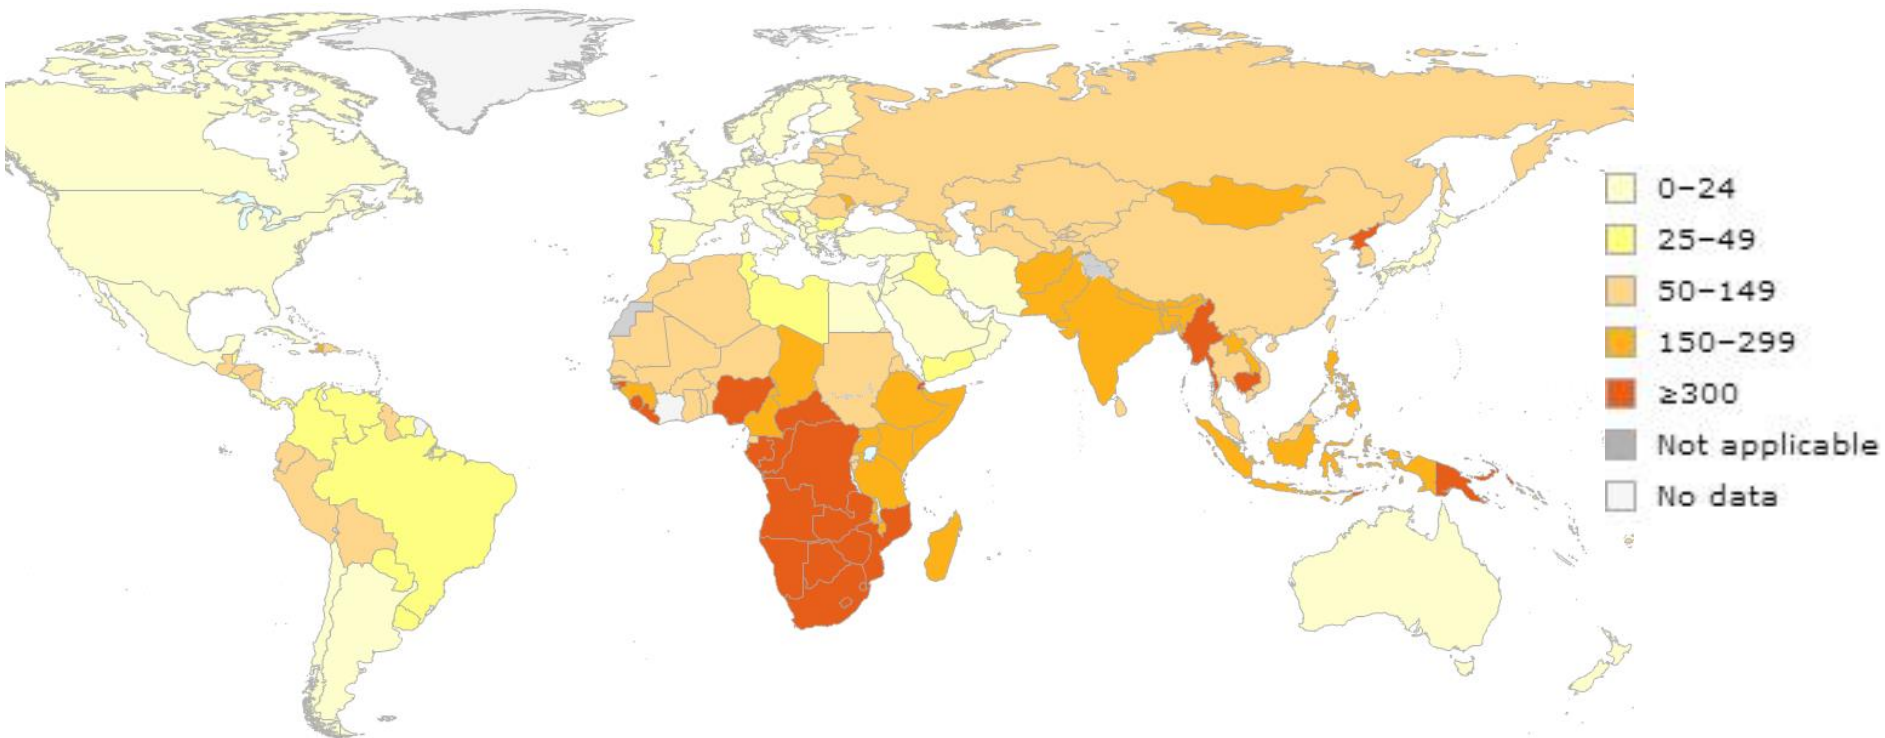 0–24
25–49
50–149
150–299
≥300
Not applicable
No data